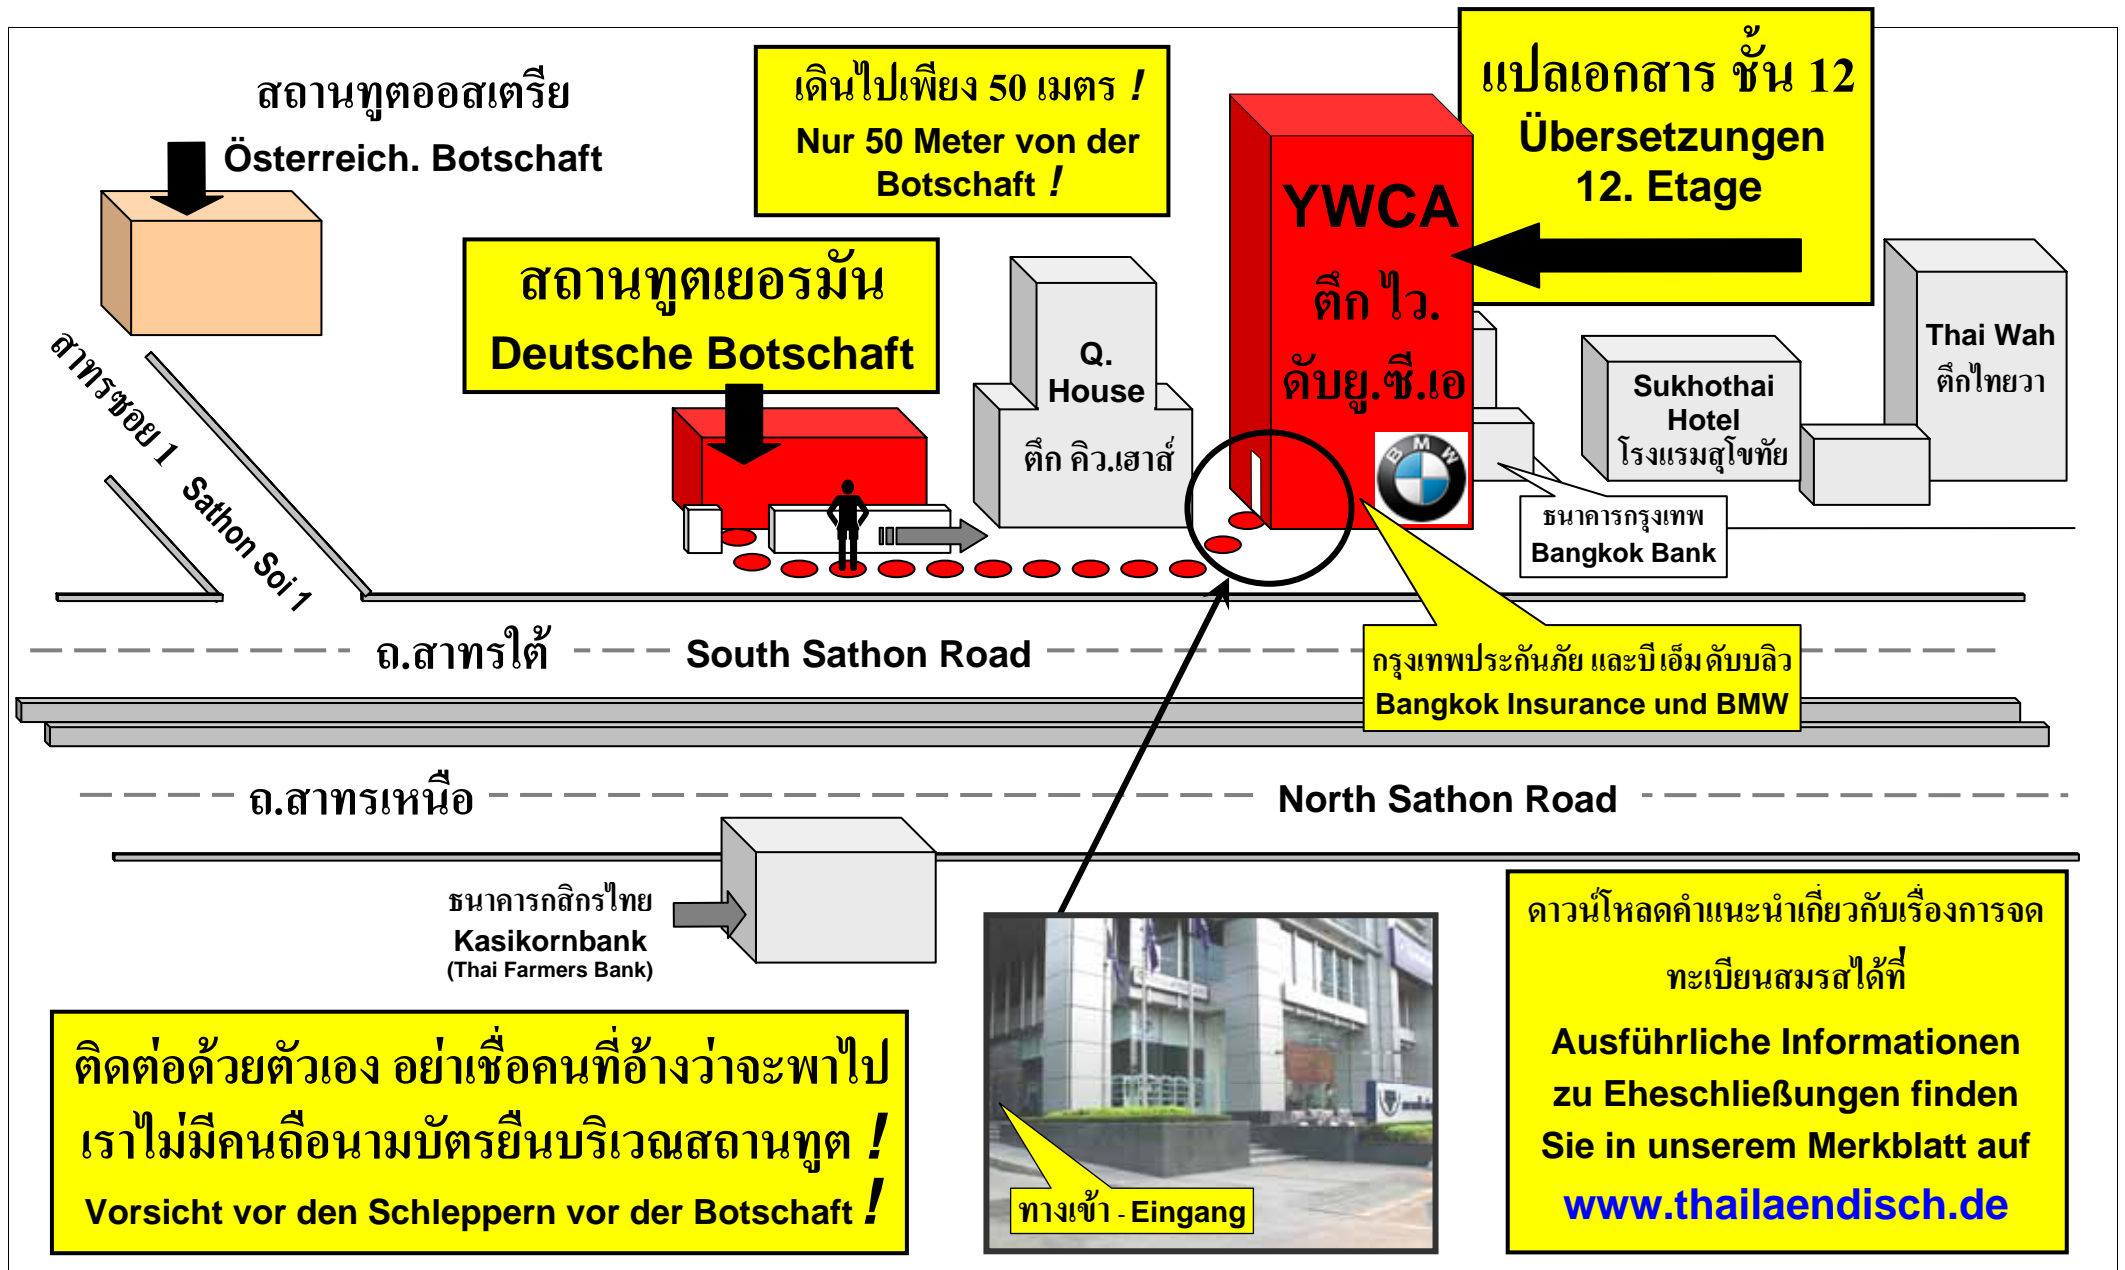 สถานทูตออสเตรีย
Österreich. Botschaft
เดินไปเพียง 50 เมตร !
Nur 50 Meter von der
Botschaft !
แปลเอกสาร ชั้น 12
Übersetzungen
12. Etage
สถานทูตเยอรมัน
Deutsche Botschaft
Q.
House
ตึก คิว.เฮาส์
YWCA
ตึก ไว.
ดับยู.ซี.เอ
BMW
Sukhothai
Hotel
โรงแรมสุโขทัย
Thai Wah
ตึกไทยวา
สาทรซอย 1 Sathon Soi 1
ธนาคารกรุงเทพ
Bangkok Bank
ถ.สาทรใต้ South Sathon Road
กรุงเทพประกันภัย และบี เอ็ม ดับบลิว
Bangkok Insurance und BMW
ถ.สาทรเหนือ North Sathon Road
ธนาคารกสิกรไทย
Kasikornbank
(Thai Farmers Bank)
ติดต่อด้วยตัวเอง อย่าเชื่อคนที่อ้างว่าจะพาไป
เราไม่มีคนถือนามบัตรยืนบริเวณสถานทูต !
Vorsicht vor den Schleppern vor der Botschaft !
ทางเข้า - Eingang
ดาวน์โหลดคำแนะนำเกี่ยวกับเรื่องการจด
ทะเบียนสมรสได้ที่
Ausführliche Informationen
zu Eheschließungen finden
Sie in unserem Merkblatt auf
www.thailaendisch.de